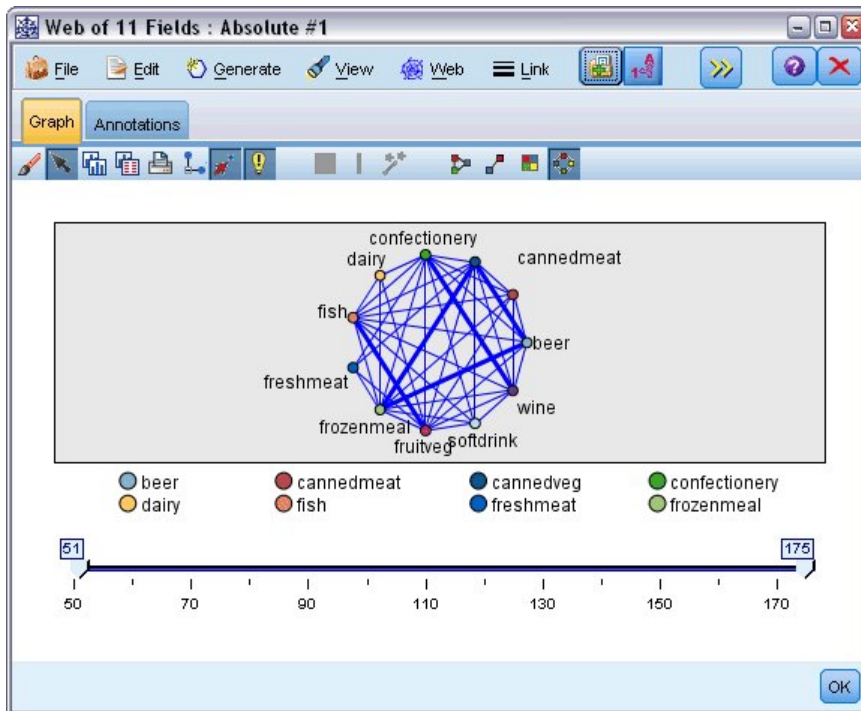 Web of 11 Fields : Absolute #1
File Edit Generate View Web Link
Graph Annotations
confectionery
dairy cannedmeat
fish beer
freshmeat wine
frozenmeal softdrink
fruitveg
beer cannedmeat cannedveg confectionery
dairy fish freshmeat frozenmeal
51 175
50 70 90 110 130 150 170
OK